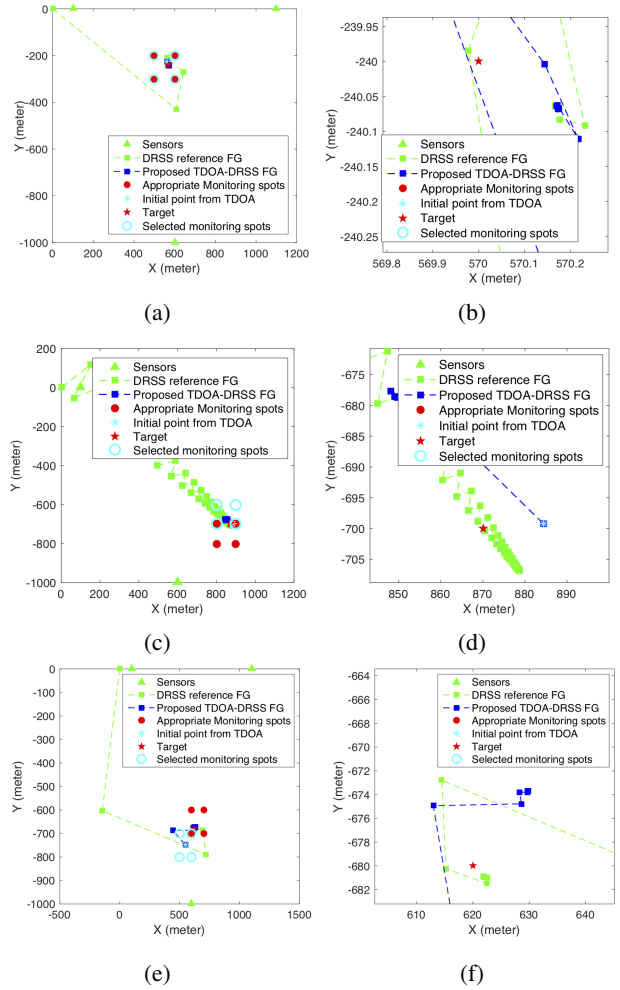 0
-200
-400
-600
-800
-1000
Y (meter)
Sensors
DRSS reference FG
Proposed TDOA-DRSS FG
Appropriate Monitoring spots
Initial point from TDOA
Target
Selected monitoring spots
0 200 400 600 800 1000
X (meter)
(a)
-239.95
-240
-240.05
-240.1
-240.15
-240.2
-240.25
Y (meter)
Sensors
DRSS reference FG
Proposed TDOA-DRSS FG
Appropriate Monitoring spots
Initial point from TDOA
Target
Selected monitoring spots
569.8 569.9 570 570.1 570.2
X (meter)
(b)
200
0
-200
-400
-600
-800
-1000
Y (meter)
Sensors
DRSS reference FG
Proposed TDOA-DRSS FG
Appropriate Monitoring spots
Initial point from TDOA
Target
Selected monitoring spots
0 200 400 600 800 1000 1200
X (meter)
(c)
-675
-680
-685
-690
-695
-700
-705
Y (meter)
Sensors
DRSS reference FG
Proposed TDOA-DRSS FG
Appropriate Monitoring spots
Initial point from TDOA
Target
Selected monitoring spots
850 860 870 880 890
X (meter)
(d)
0
-100
-200
-300
-400
-500
-600
-700
-800
-900
-1000
Y (meter)
Sensors
DRSS reference FG
Proposed TDOA-DRSS FG
Appropriate Monitoring spots
Initial point from TDOA
Target
Selected monitoring spots
-500 0 500 1000 1500
X (meter)
(e)
-664
-666
-668
-670
-672
-674
-676
-678
-680
-682
Y (meter)
Sensors
DRSS reference FG
Proposed TDOA-DRSS FG
Appropriate Monitoring spots
Initial point from TDOA
Target
Selected monitoring spots
610 620 630 640
X (meter)
(f)